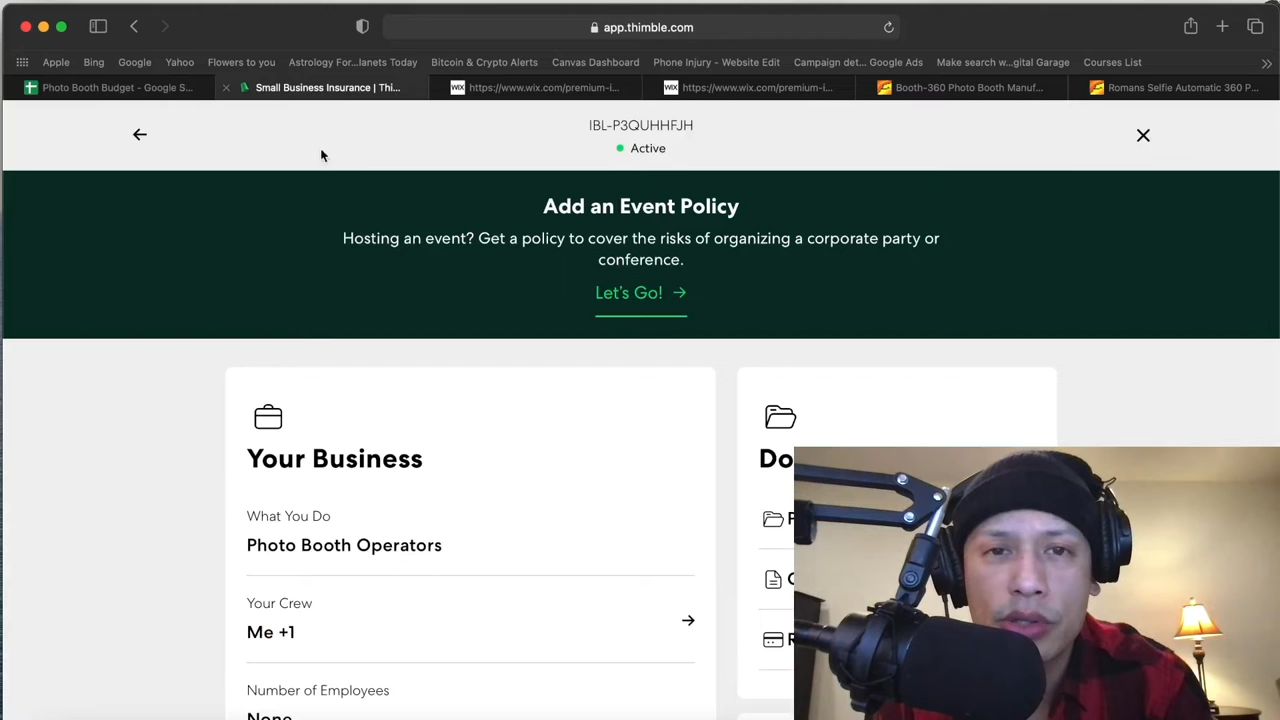 app.thimble.com
Apple Bing Google Yahoo Flowers to you Astrology For...lanets Today Bitcoin & Crypto Alerts Canvas Dashboard Phone Injury - Website Edit Campaign det... Google Ads Make search w...gital Garage Courses List
Photo Booth Budget - Google S... Small Business Insurance | Thi... WIX https://www.wix.com/premium-i... WIX https://www.wix.com/premium-i... Booth-360 Photo Booth Manuf... Romans Selfie Automatic 360 P...
IBL-P3QUHHFJH
Active
Add an Event Policy
Hosting an event? Get a policy to cover the risks of organizing a corporate party or
conference.
Let's Go!
Your Business
What You Do
Photo Booth Operators
Your Crew
Me +1
Number of Employees
None
Do